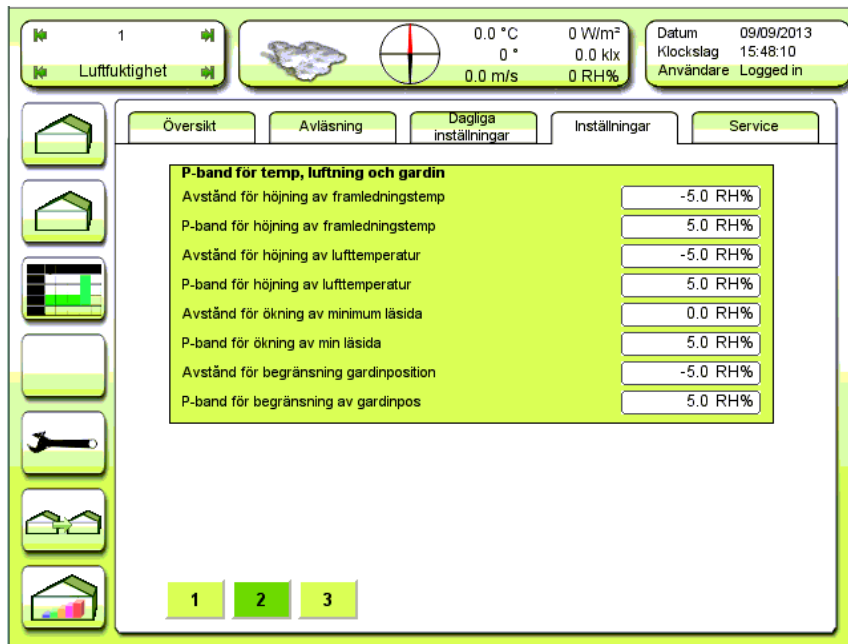 1
Luftfuktighet
0.0 °C
0 °
0.0 m/s
0 W/m²
0.0 klx
0 RH%
Datum 09/09/2013
Klockslag 15:48:10
Användare Logged in
Översikt
Avläsning
Dagliga
inställningar
Inställningar
Service
P-band för temp, luftning och gardin
Avstånd för höjning av framledningstemp -5.0 RH%
P-band för höjning av framledningstemp 5.0 RH%
Avstånd för höjning av lufttemperatur -5.0 RH%
P-band för höjning av lufttemperatur 5.0 RH%
Avstånd för ökning av minimum läsida 0.0 RH%
P-band för ökning av min läsida 5.0 RH%
Avstånd för begränsning gardinposition -5.0 RH%
P-band för begränsning av gardinpos 5.0 RH%
1 2 3